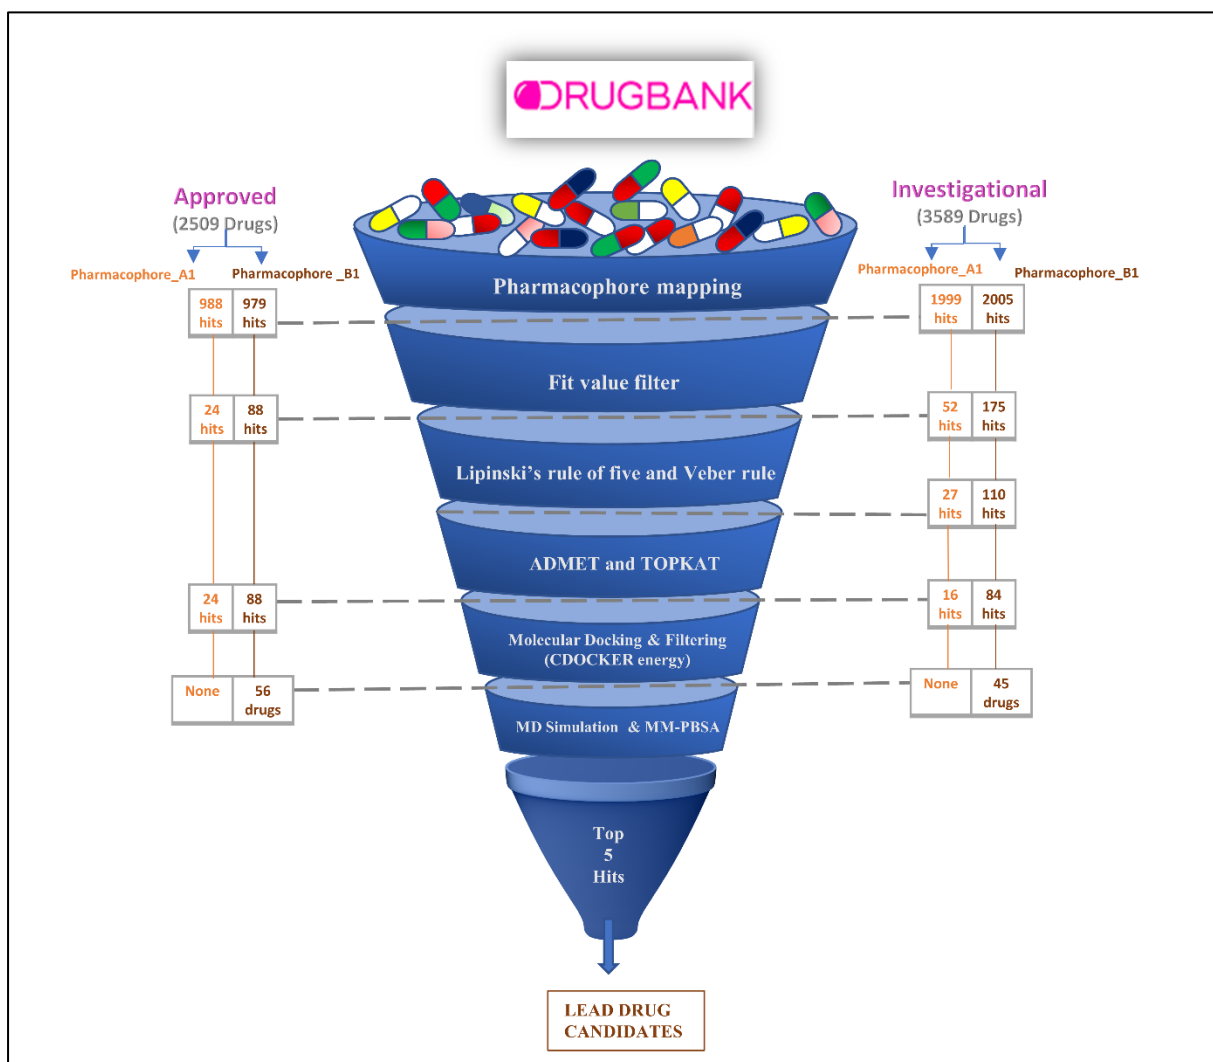 DRUGBANK
Approved
(2509 Drugs)
Pharmacophore_A1
Pharmacophore _B1
988
hits
979
hits
24
hits
88
hits
24
hits
88
hits
None
56
drugs
Pharmacophore mapping
Fit value filter
Lipinski’s rule of five and Veber rule
ADMET and TOPKAT
Molecular Docking & Filtering
(CDOCKER energy)
MD Simulation & MM-PBSA
Top
5
Hits
LEAD DRUG
CANDIDATES
Investigational
(3589 Drugs)
Pharmacophore_A1
Pharmacophore_B1
1999
hits
2005
hits
52
hits
175
hits
27
hits
110
hits
16
hits
84
hits
None
45
drugs